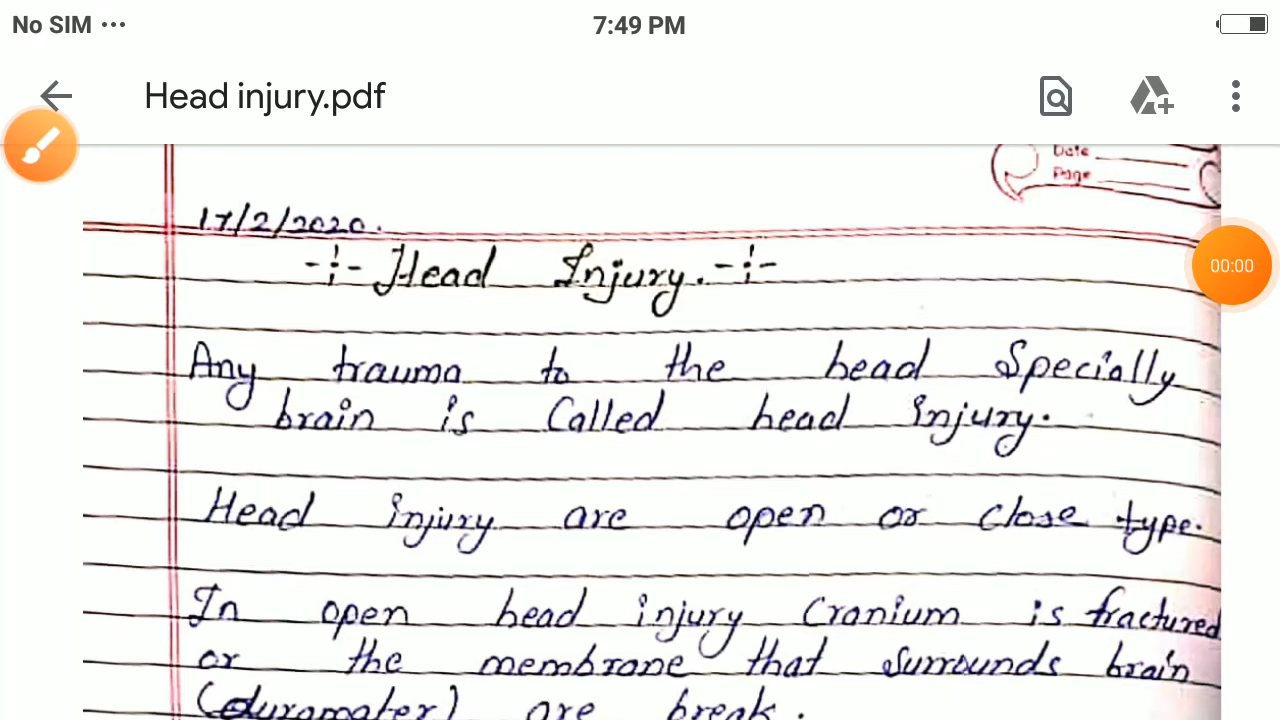 No SIM ...
7:49 PM
Head injury.pdf
Date
Page
17/2/2020.
Head Injury.
00:00
Any trauma to the head Specially
brain is Called head injury.
Head injury are open or close type.
In open head injury Cranium is fractured
or the membrane that surrounds brain
(duramater) are break.